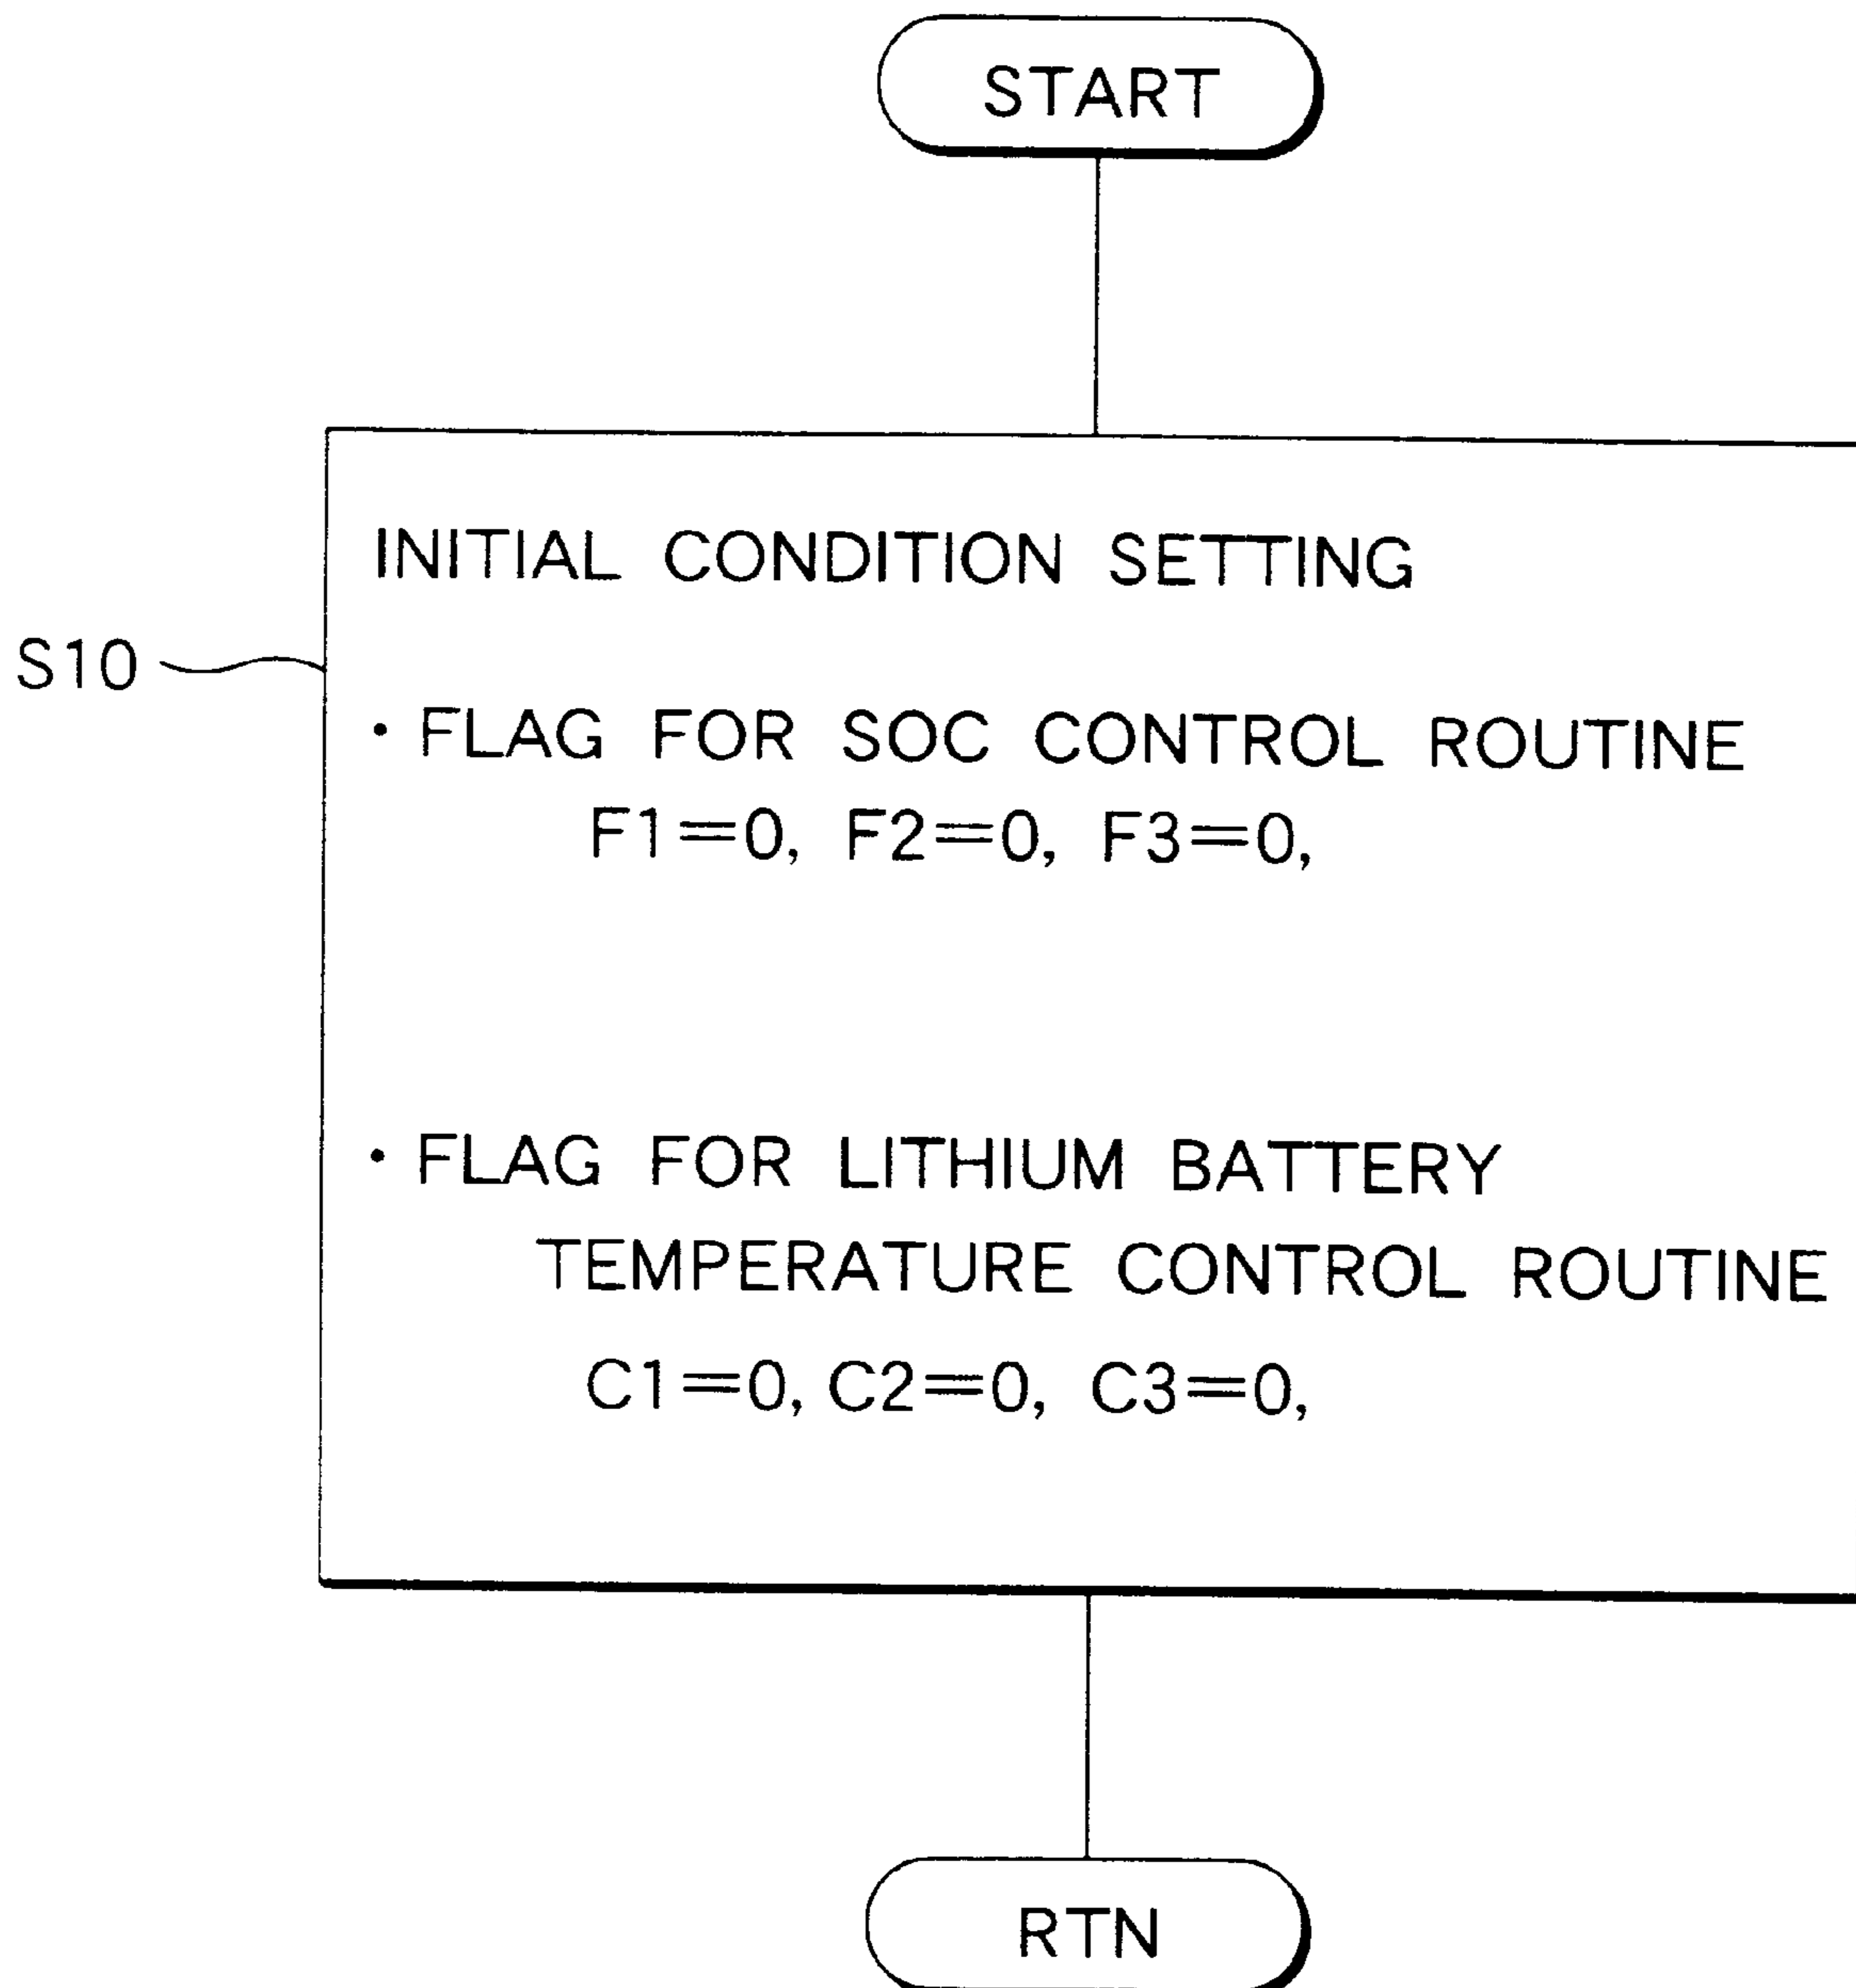 START
INITIAL CONDITION SETTING
S10
• FLAG FOR SOC CONTROL ROUTINE
F1=0, F2=0, F3=0,
• FLAG FOR LITHIUM BATTERY
TEMPERATURE CONTROL ROUTINE
C1=0, C2=0, C3=0,
RTN